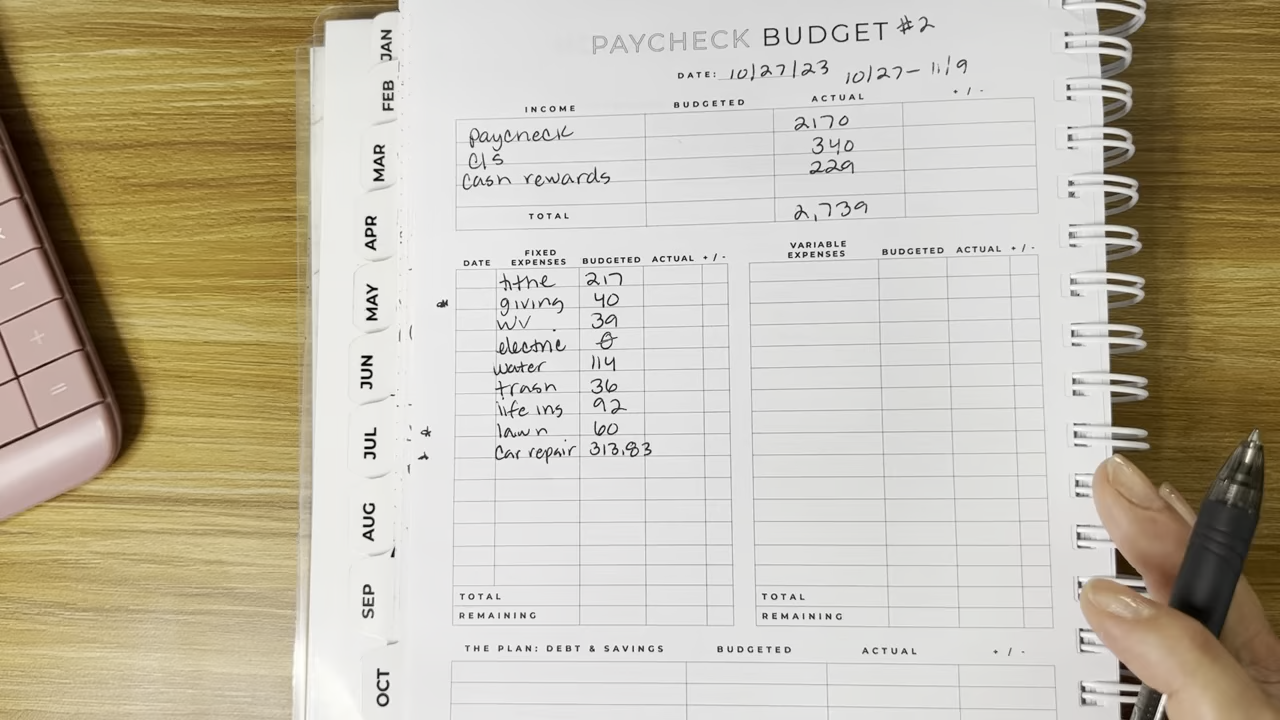 JAN
FEB
MAR
APR
MAY
JUN
JUL
AUG
SEP
OCT
PAYCHECK BUDGET #2
DATE: 10/27/23 10/27 - 11/9
INCOME BUDGETED ACTUAL + / -
Paycheck 2170
C/S 340
Cash rewards 229
TOTAL 2,739
DATE FIXED EXPENSES BUDGETED ACTUAL + / -
tithe 217
giving 40
WV 39
electric 0
water 114
trash 36
life ins 92
lawn 60
Car repair 313.83
TOTAL
REMAINING
VARIABLE EXPENSES BUDGETED ACTUAL + / -
TOTAL
REMAINING
THE PLAN: DEBT & SAVINGS BUDGETED ACTUAL + / -